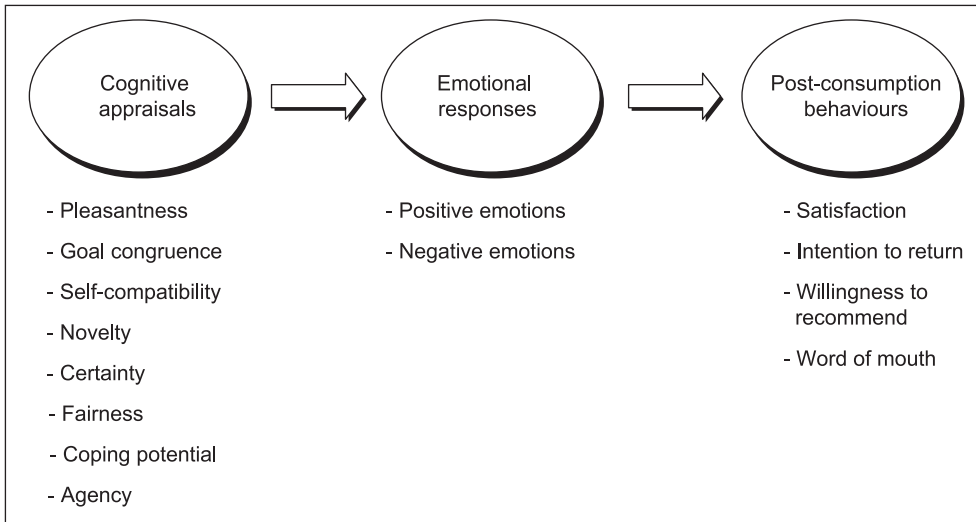 Cognitive
appraisals
Emotional
responses
Post-consumption
behaviours
- Pleasantness
- Goal congruence
- Self-compatibility
- Novelty
- Certainty
- Fairness
- Coping potential
- Agency
- Positive emotions
- Negative emotions
- Satisfaction
- Intention to return
- Willingness to
recommend
- Word of mouth